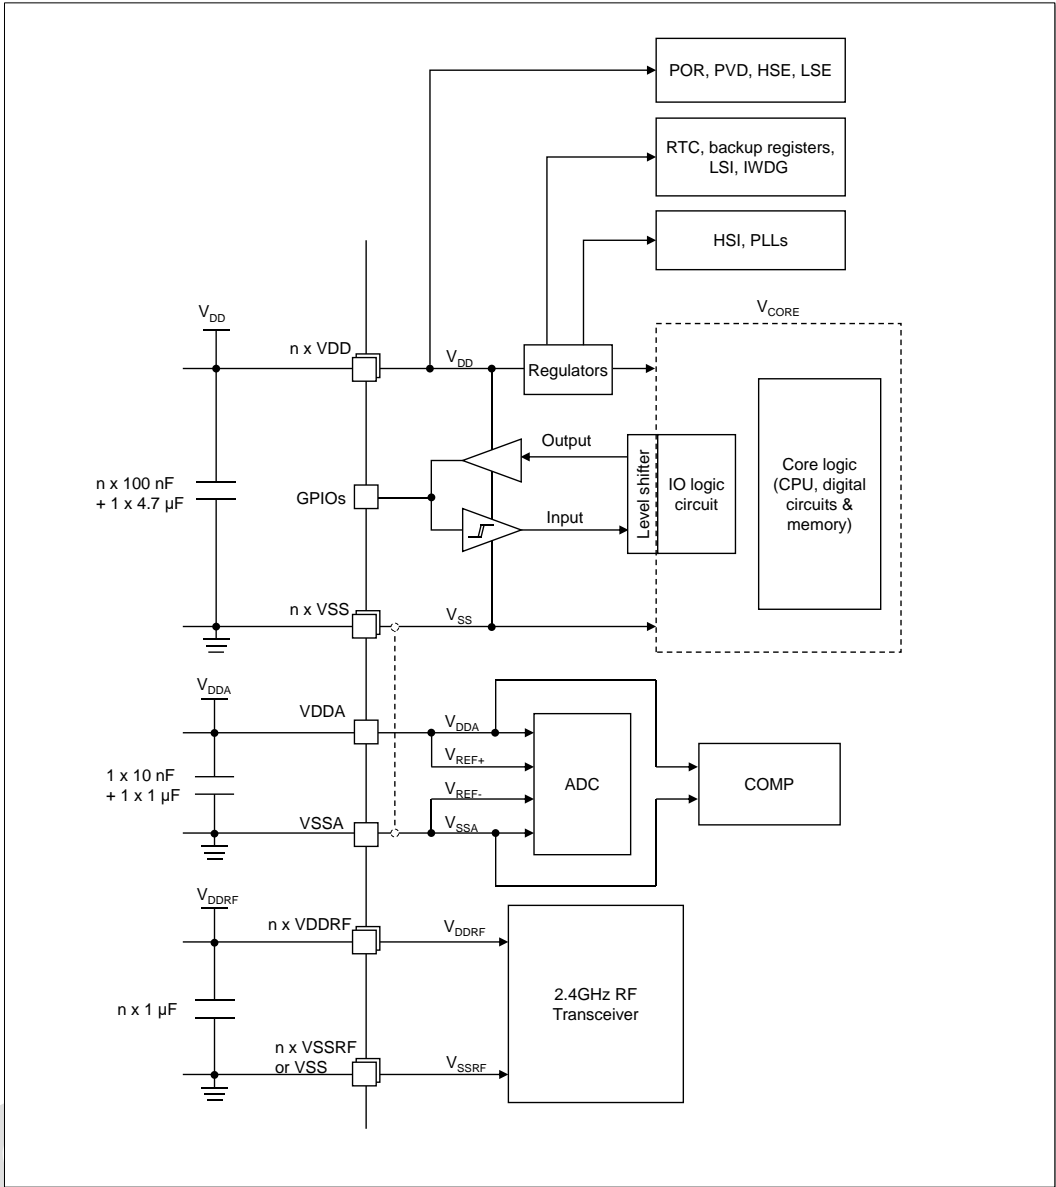 POR, PVD, HSE, LSE
RTC, backup registers,
LSI, IWDG
HSI, PLLs
VCORE
VDD
n x VDD
VDD
Regulators
Output
Level shifter
IO logic
circuit
Core logic
(CPU, digital
circuits &
memory)
n x 100 nF
+ 1 x 4.7 µF
GPIOs
Input
n x VSS
VSS
VDDA
VDDA
VDDA
VREF+
1 x 10 nF
+ 1 x 1 µF
ADC
COMP
VREF-
VSSA
VSSA
VDDRF
n x VDDRF
VDDRF
2.4GHz RF
Transceiver
n x 1 µF
n x VSSRF
or VSS
VSSRF